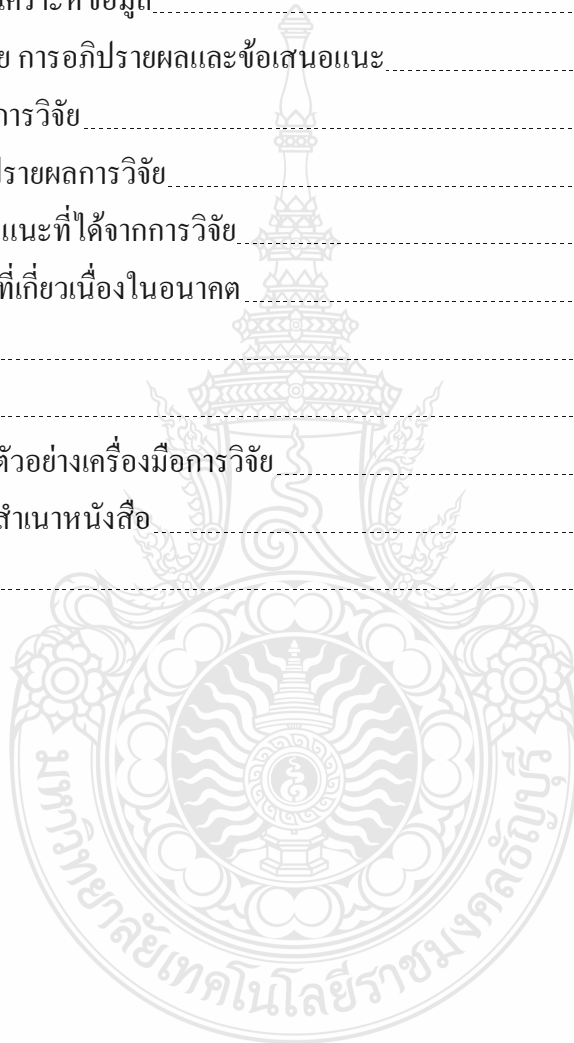 เคราะห์ข้อมูล
ย การอภิปรายผลและข้อเสนอแนะ
การวิจัย
ปรายผลการวิจัย
แนะที่ได้จากการวิจัย
ที่เกี่ยวเนื่องในอนาคต
ตัวอย่างเครื่องมือการวิจัย
สำเนาหนังสือ
มหาวิทยาลัยเทคโนโลยีราชมงคลธัญบุรี